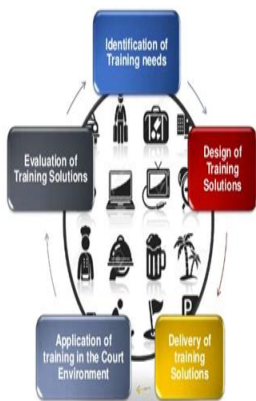 Identification of
Training needs
Design of
Training
Solutions
Delivery of
training
Solutions
Application of
training in the Court
Environment
Evaluation of
Training Solutions
P